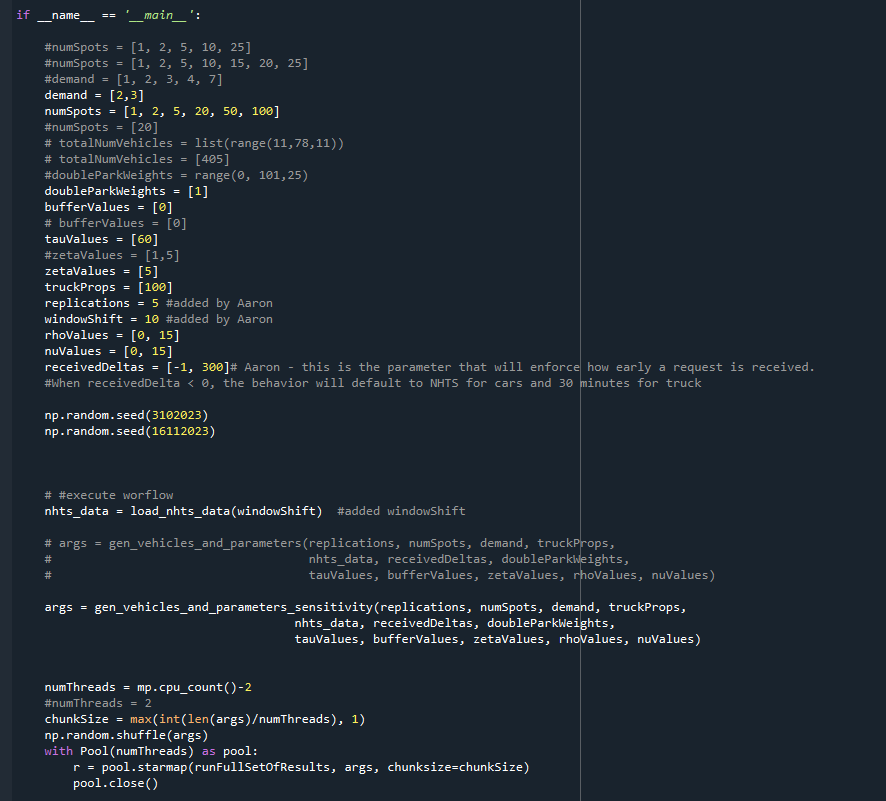 if __name__ == '__main__':
#numSpots = [1, 2, 5, 10, 25]
#numSpots = [1, 2, 5, 10, 15, 20, 25]
#demand = [1, 2, 3, 4, 7]
demand = [2,3]
numSpots = [1, 2, 5, 20, 50, 100]
#numSpots = [20]
# totalNumVehicles = list(range(11,78,11))
# totalNumVehicles = [405]
#doubleParkWeights = range(0, 101,25)
doubleParkWeights = [1]
bufferValues = [0]
# bufferValues = [0]
tauValues = [60]
#zetaValues = [1,5]
zetaValues = [5]
truckProps = [100]
replications = 5 #added by Aaron
windowShift = 10 #added by Aaron
rhoValues = [0, 15]
nuValues = [0, 15]
receivedDeltas = [-1, 300]# Aaron - this is the parameter that will enforce how early a request is received.
#When receivedDelta < 0, the behavior will default to NHTS for cars and 30 minutes for truck
np.random.seed(3102023)
np.random.seed(16112023)
# #execute worflow
nhts_data = load_nhts_data(windowShift)  #added windowShift
# args = gen_vehicles_and_parameters(replications, numSpots, demand, truckProps,
#                                    nhts_data, receivedDeltas, doubleParkWeights,
#                                    tauValues, bufferValues, zetaValues, rhoValues, nuValues)
args = gen_vehicles_and_parameters_sensitivity(replications, numSpots, demand, truckProps,
nhts_data, receivedDeltas, doubleParkWeights,
tauValues, bufferValues, zetaValues, rhoValues, nuValues)
numThreads = mp.cpu_count()-2
#numThreads = 2
chunkSize = max(int(len(args)/numThreads), 1)
np.random.shuffle(args)
with Pool(numThreads) as pool:
r = pool.starmap(runFullSetOfResults, args, chunksize=chunkSize)
pool.close()